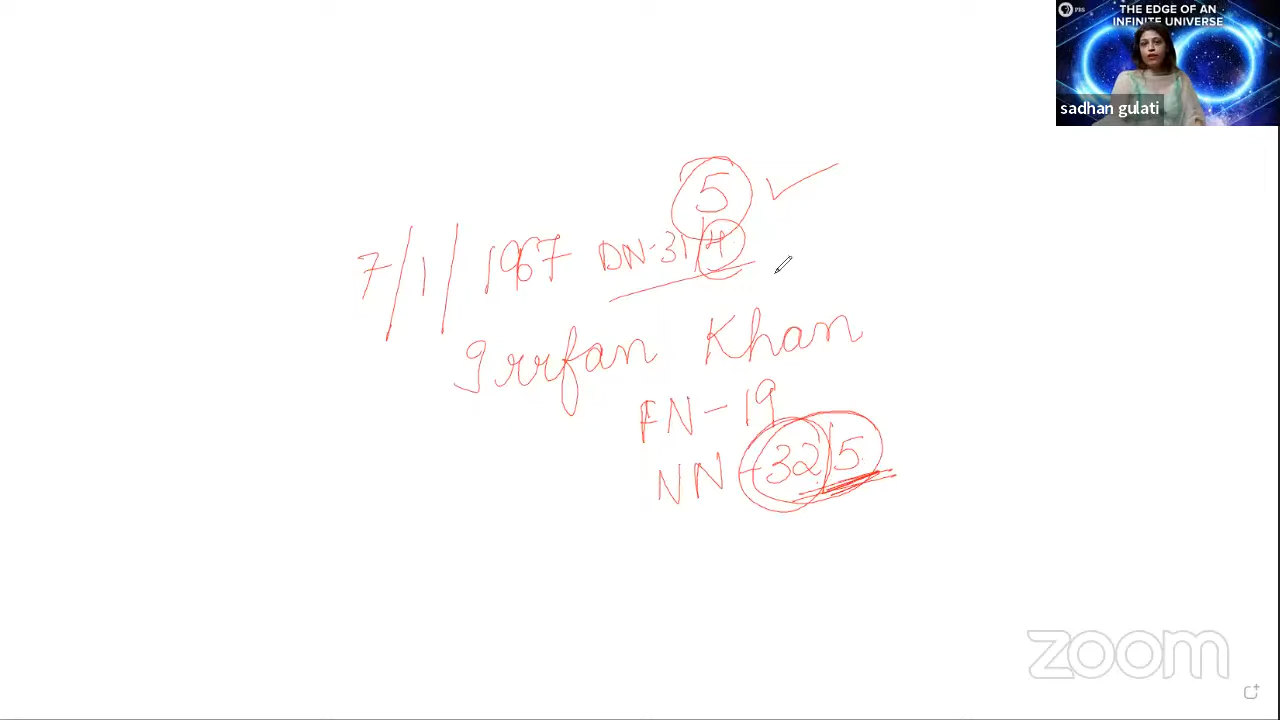 PBS
THE EDGE OF AN
INFINITE UNIVERSE
sadhan gulati
5
7/1/1967 DN-31/4
Irrfan Khan
FN-19
NN-32/5
zoom